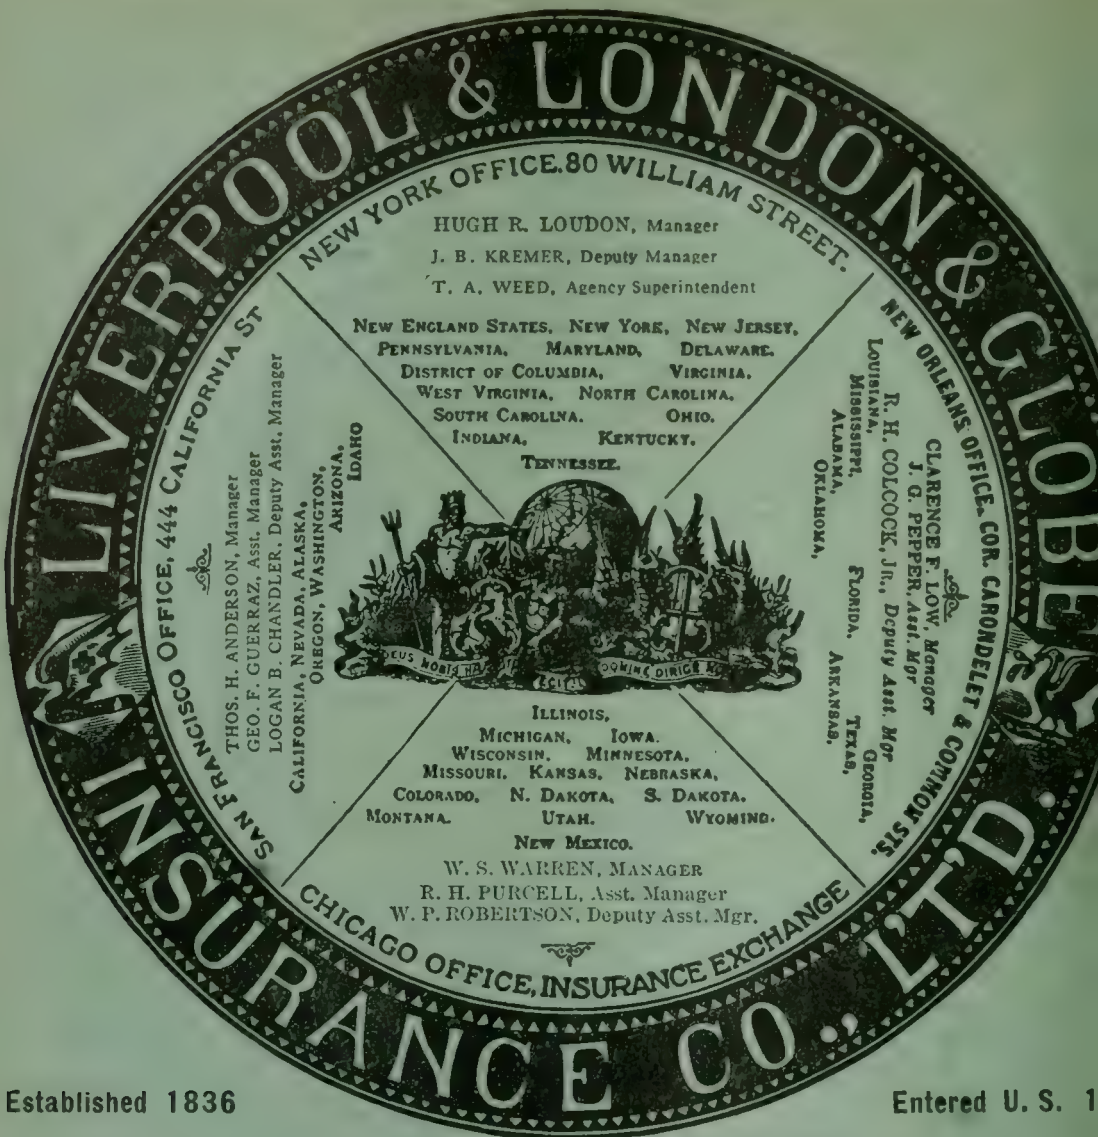 LIVERPOOL & LONDON & GLOBE
INSURANCE CO., L'T'D.
NEW YORK OFFICE. 80 WILLIAM STREET.
HUGH R. LOUDON, Manager
J. B. KREMER, Deputy Manager
T. A. WEED, Agency Superintendent
NEW ENGLAND STATES, NEW YORK, NEW JERSEY,
PENNSYLVANIA, MARYLAND, DELAWARE.
DISTRICT OF COLUMBIA, VIRGINIA.
WEST VIRGINIA, NORTH CAROLINA,
SOUTH CAROLINA. OHIO.
INDIANA, KENTUCKY.
TENNESSEE.
NEW ORLEANS OFFICE. COR. CARONDELET & COMMON STS.
CLARENCE F. LOW, Manager
J. G. PEPPER, Asst. Mgr
R. H. COLCOCK, JR., Deputy Asst. Mgr
LOUISIANA, GEORGIA,
MISSISSIPPI, TEXAS,
ALABAMA, FLORIDA. ARKANSAS,
OKLAHOMA,
SAN FRANCISCO OFFICE, 444 CALIFORNIA ST
THOS. H. ANDERSON, Manager
GEO. F. GUERRAZ, Asst. Manager
LOGAN B. CHANDLER, Deputy Asst. Manager
CALIFORNIA, NEVADA, ALASKA,
OREGON, WASHINGTON,
ARIZONA,
IDAHO
DEUS NOBIS DOMINE DIRIGE
ILLINOIS,
MICHIGAN, IOWA.
WISCONSIN, MINNESOTA,
MISSOURI, KANSAS, NEBRASKA,
COLORADO, N. DAKOTA, S. DAKOTA.
MONTANA. UTAH. WYOMING.
NEW MEXICO.
W. S. WARREN, MANAGER
R. H. PURCELL, Asst. Manager
W. P. ROBERTSON, Deputy Asst. Mgr.
CHICAGO OFFICE, INSURANCE EXCHANGE
Established 1836
Entered U. S. 1